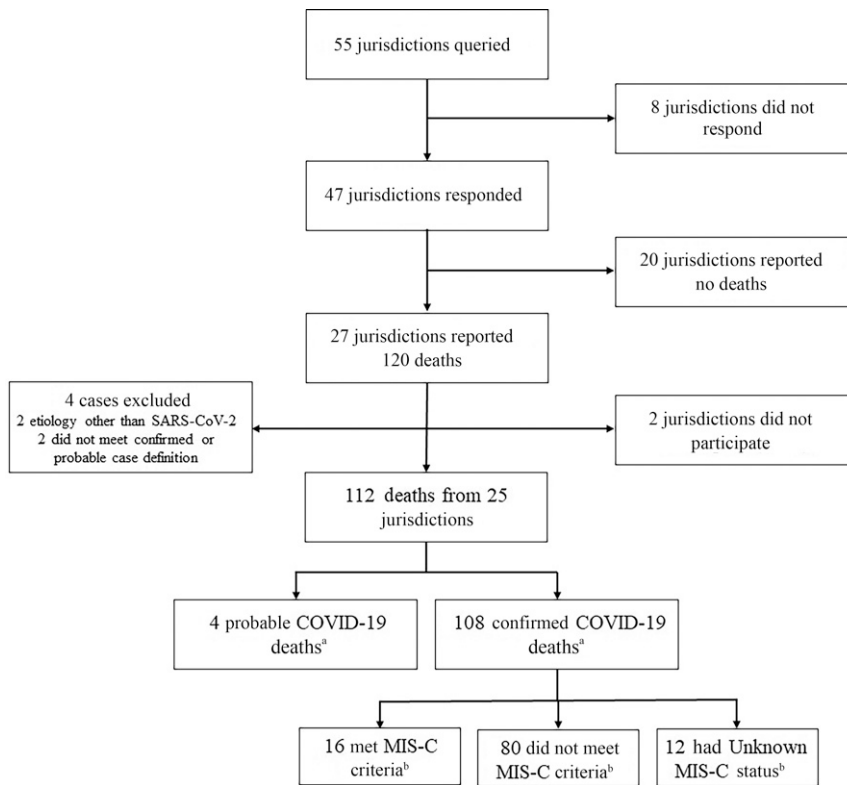 55 jurisdictions queried
8 jurisdictions did not
respond
47 jurisdictions responded
20 jurisdictions reported
no deaths
27 jurisdictions reported
120 deaths
4 cases excluded
2 etiology other than SARS-CoV-2
2 did not meet confirmed or
probable case definition
2 jurisdictions did not
participate
112 deaths from 25
jurisdictions
4 probable COVID-19
deathsᵃ
108 confirmed COVID-19
deathsᵃ
16 met MIS-C
criteriaᵇ
80 did not meet
MIS-C criteriaᵇ
12 had Unknown
MIS-C statusᵇ